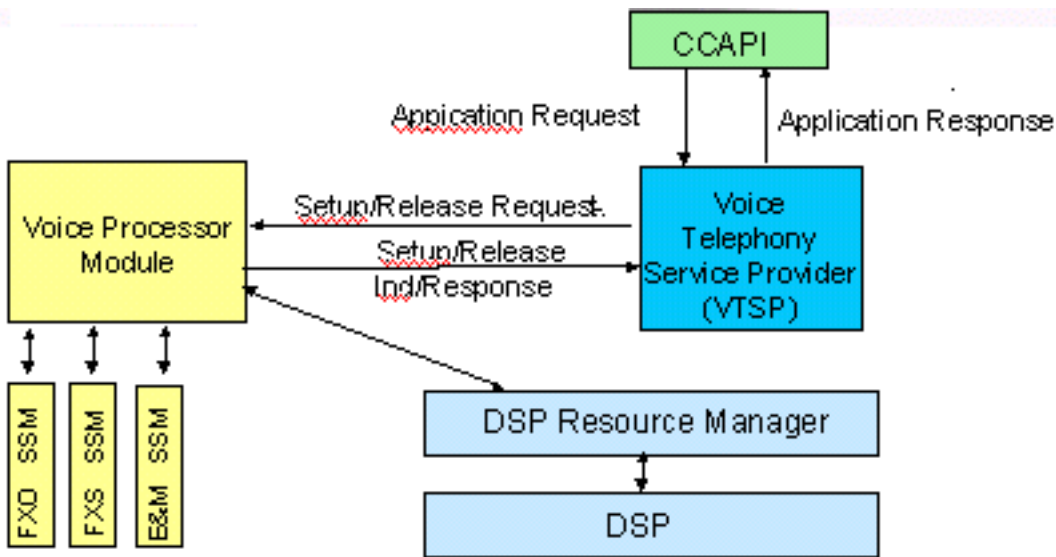 CCAPI
Appication Request
Application Response
Voice Processor
Module
Setup/Release Request.
Setup/Release
Ind/Response
Voice
Telephony
Service Provider
(VTSP)
DSP Resource Manager
DSP
FXO SSM
FXS SSM
E&M SSM